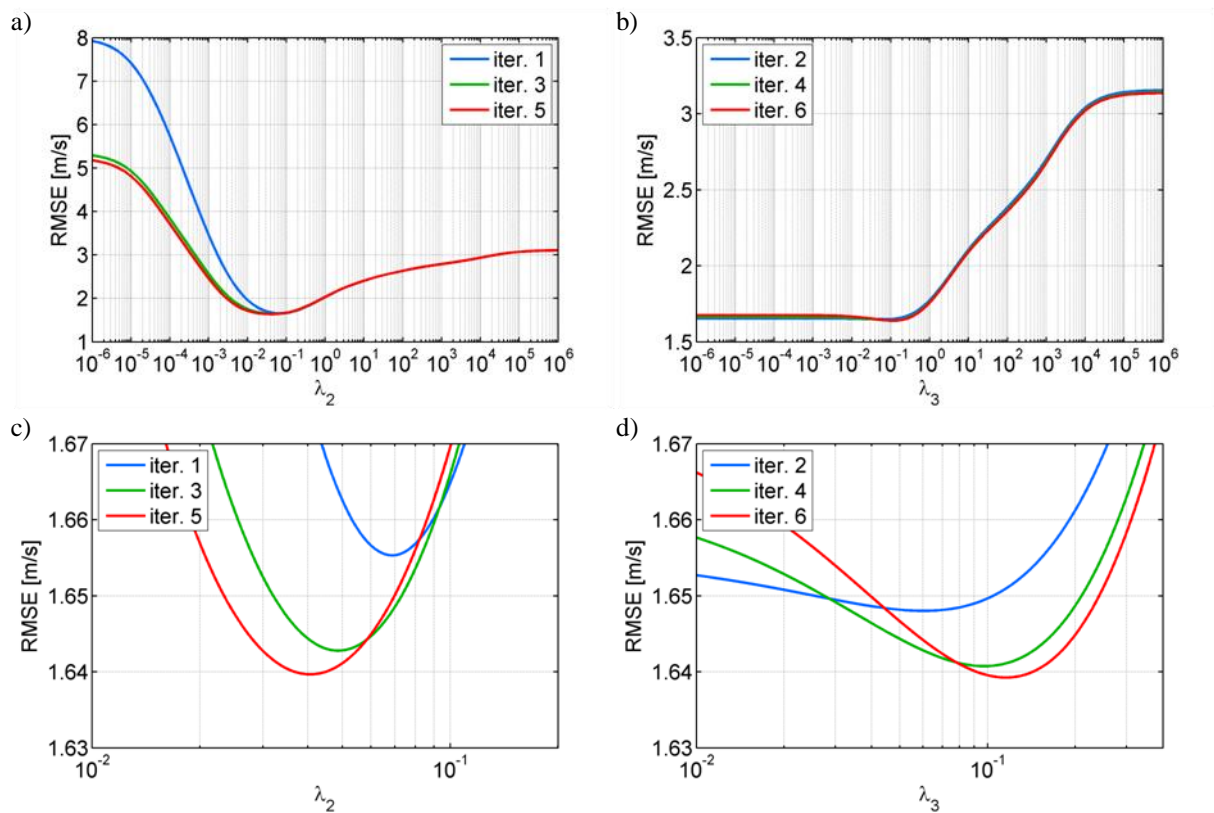 a)
RMSE [m/s]
8
7
6
5
4
3
2
1
iter. 1
iter. 3
iter. 5
10^-6 10^-5 10^-4 10^-3 10^-2 10^-1 10^0 10^1 10^2 10^3 10^4 10^5 10^6
λ_2
b)
RMSE [m/s]
3.5
3
2.5
2
1.5
iter. 2
iter. 4
iter. 6
10^-6 10^-5 10^-4 10^-3 10^-2 10^-1 10^0 10^1 10^2 10^3 10^4 10^5 10^6
λ_3
c)
RMSE [m/s]
1.67
1.66
1.65
1.64
1.63
iter. 1
iter. 3
iter. 5
10^-2 10^-1
λ_2
d)
RMSE [m/s]
1.67
1.66
1.65
1.64
1.63
iter. 2
iter. 4
iter. 6
10^-2 10^-1
λ_3